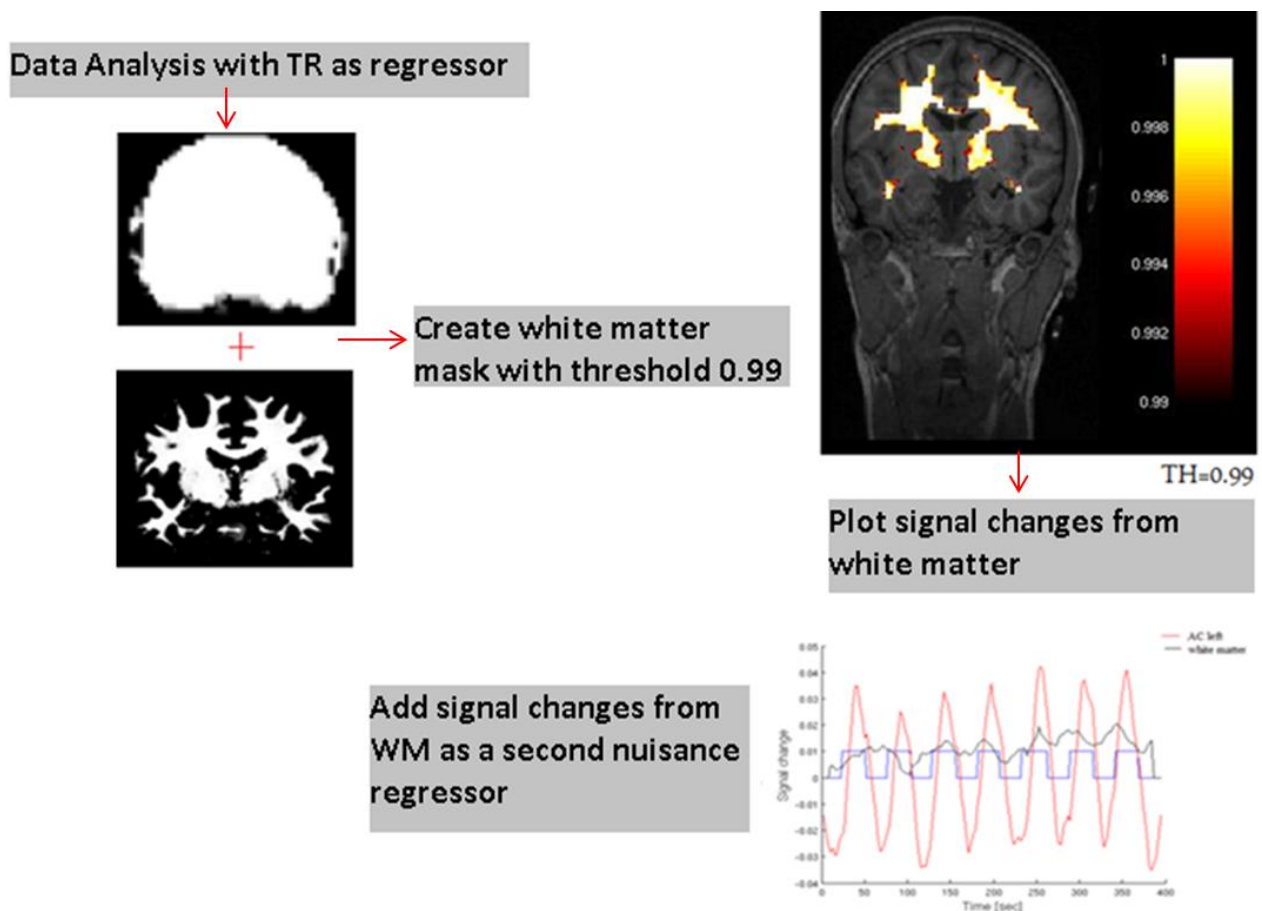 Data Analysis with TR as regressor
+
Create white matter
mask with threshold 0.99
1
0.998
0.996
0.994
0.992
0.99
TH=0.99
Plot signal changes from
white matter
Add signal changes from
WM as a second nuisance
regressor
AC left
white matter
0.05
0.04
0.03
0.02
0.01
0
-0.01
-0.02
-0.03
-0.04
Signal change
0 50 100 150 200 250 300 350 400
Time [sec]